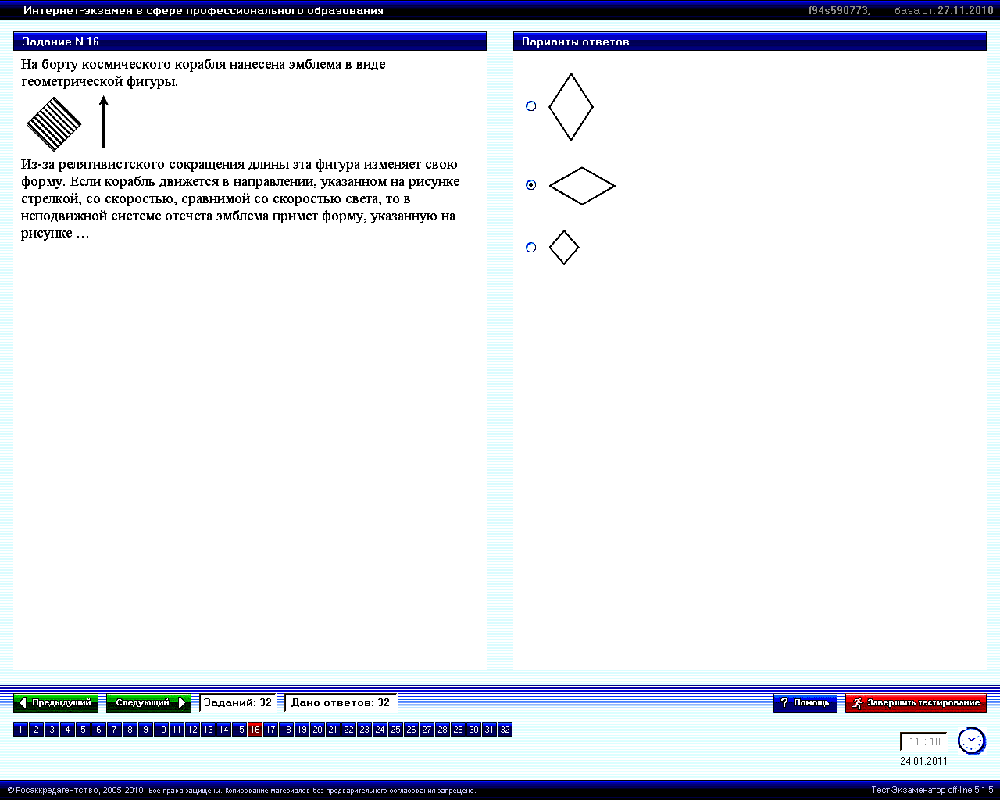 Интернет-экзамен в сфере профессионального образования
f94s590773; база от: 27.11.2010
Задание N 16
На борту космического корабля нанесена эмблема в виде
геометрической фигуры.
Из-за релятивистского сокращения длины эта фигура изменяет свою
форму. Если корабль движется в направлении, указанном на рисунке
стрелкой, со скоростью, сравнимой со скоростью света, то в
неподвижной системе отсчета эмблема примет форму, указанную на
рисунке …
Варианты ответов
Предыдущий Следующий Заданий: 32 Дано ответов: 32 ? Помощь Завершить тестирование
1 2 3 4 5 6 7 8 9 10 11 12 13 14 15 16 17 18 19 20 21 22 23 24 25 26 27 28 29 30 31 32
11 : 18
24.01.2011
© Росаккредагентство, 2005-2010. Все права защищены. Копирование материалов без предварительного согласования запрещено. Тест-Экзаменатор off-line 5.1.5